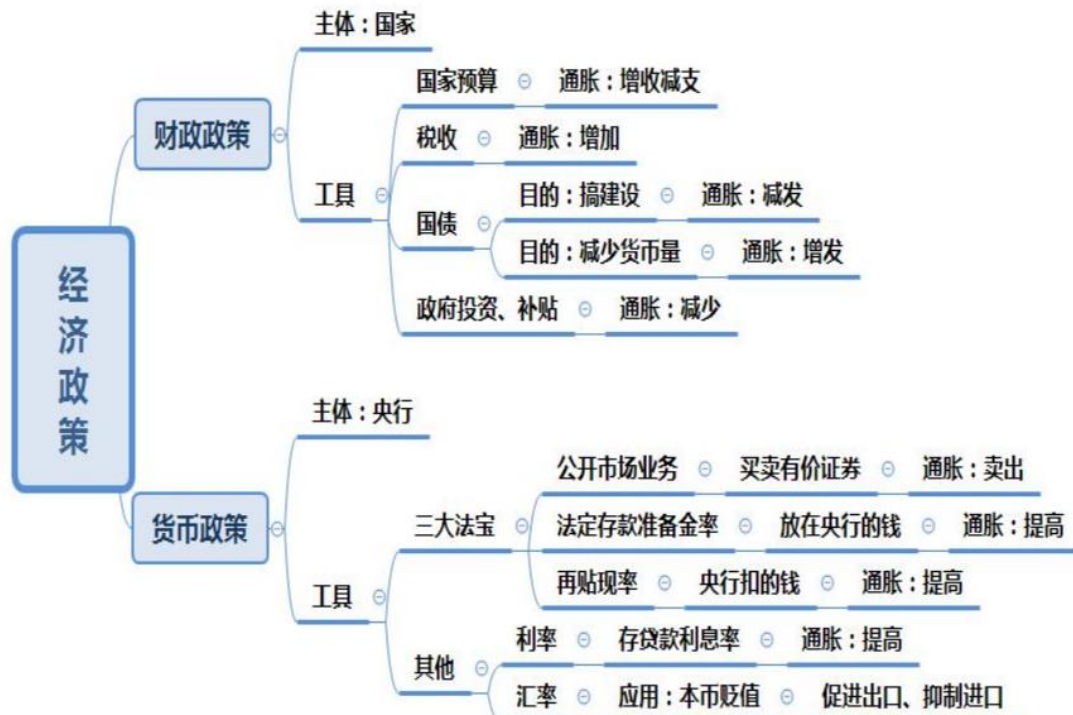 经济政策
财政政策
主体：国家
工具
国家预算
通胀：增收减支
税收
通胀：增加
国债
目的：搞建设
通胀：减发
目的：减少货币量
通胀：增发
政府投资、补贴
通胀：减少
货币政策
主体：央行
工具
三大法宝
公开市场业务
买卖有价证券
通胀：卖出
法定存款准备金率
放在央行的钱
通胀：提高
再贴现率
央行扣的钱
通胀：提高
其他
利率
存贷款利息率
通胀：提高
汇率
应用：本币贬值
促进出口、抑制进口